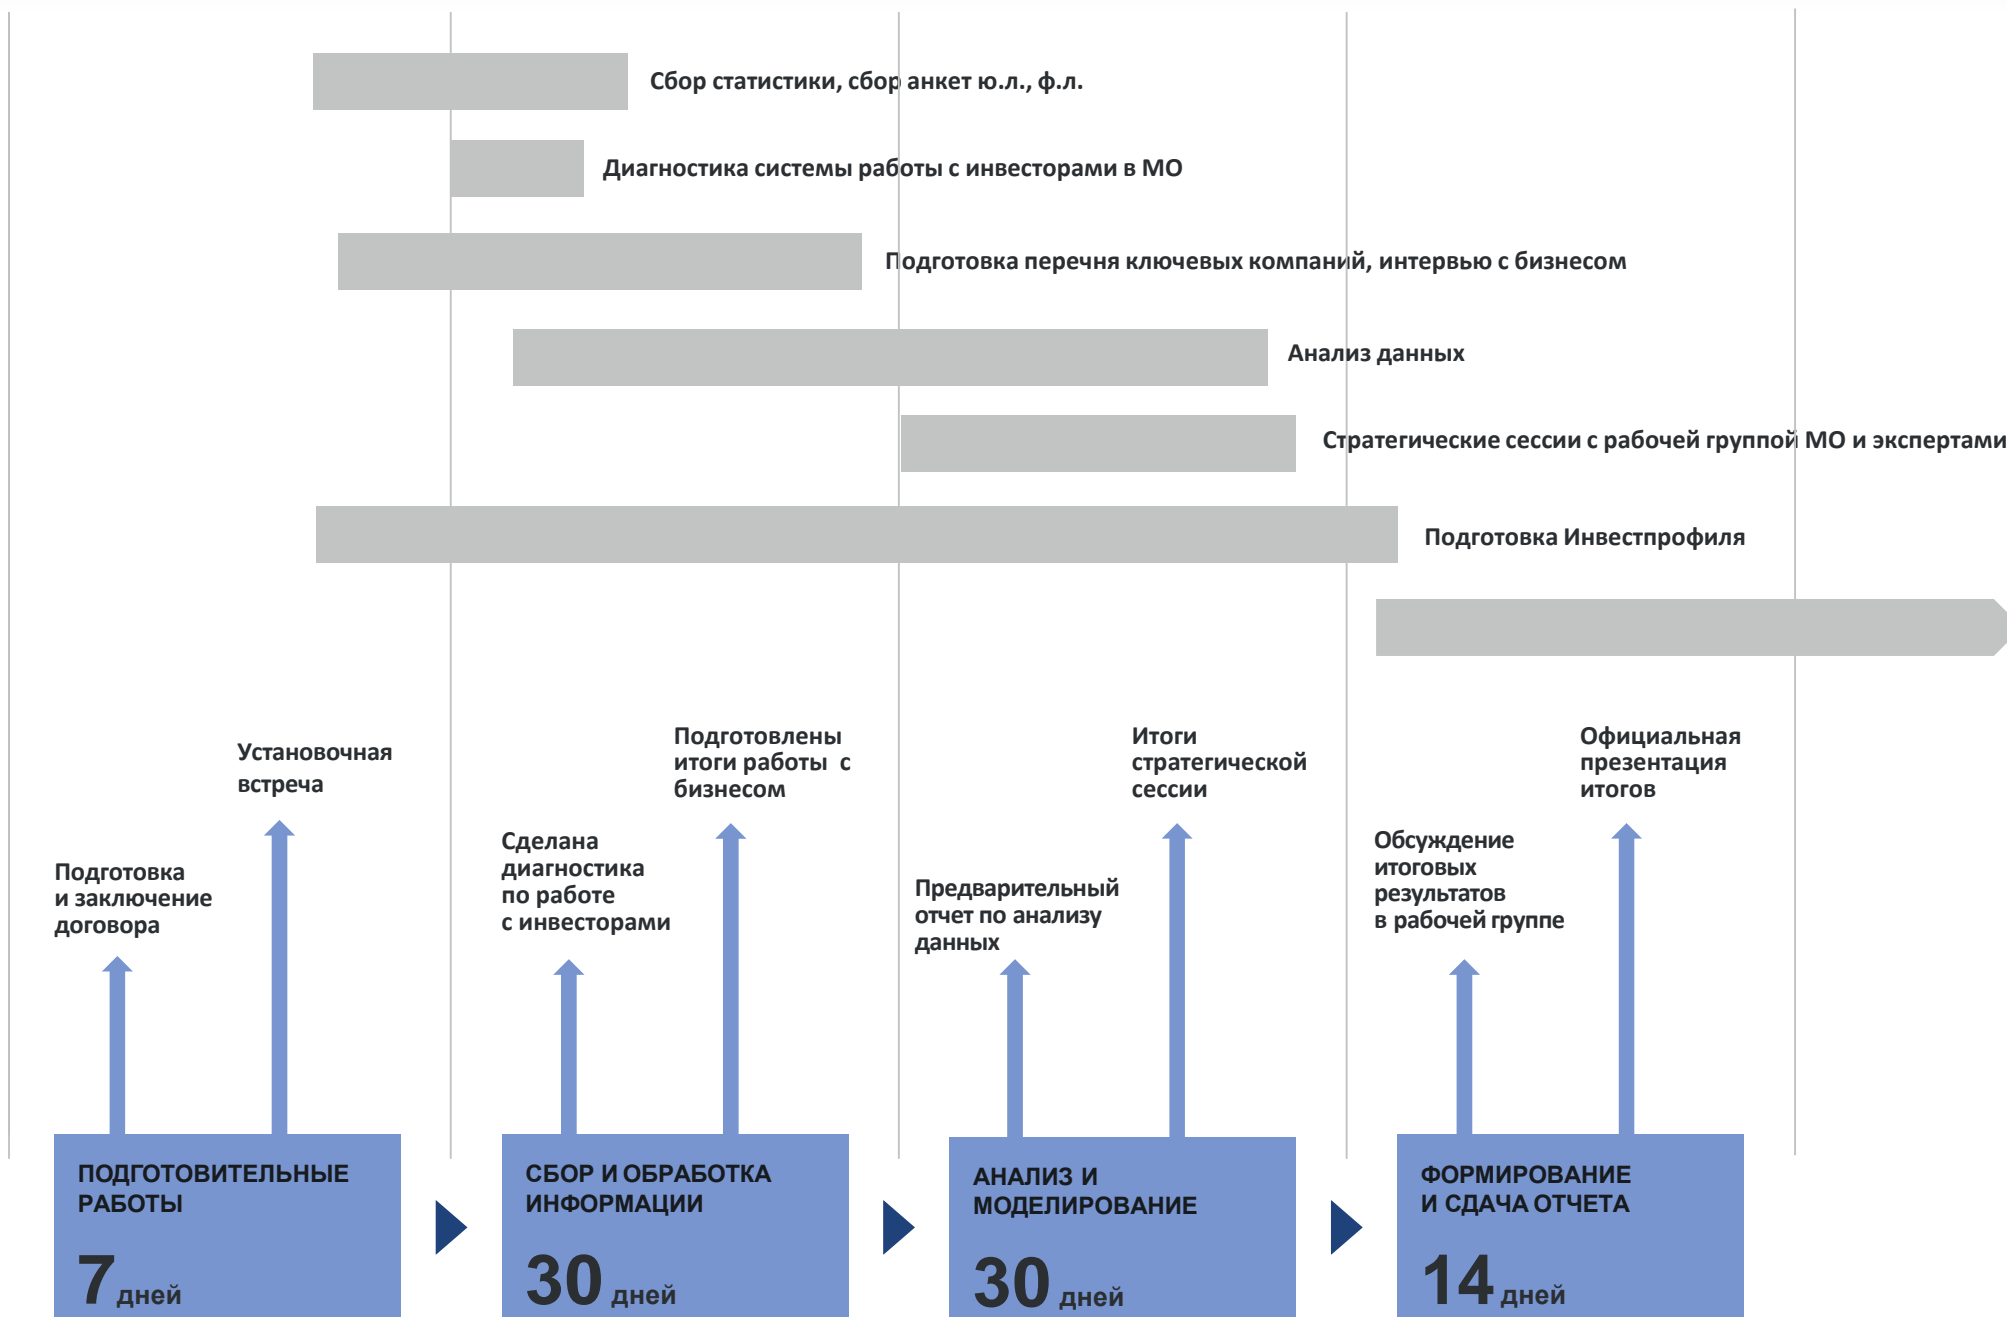 Сбор статистики, сбор анкет ю.л., ф.л.
Диагностика системы работы с инвесторами в МО
Подготовка перечня ключевых компаний, интервью с бизнесом
Анализ данных
Стратегические сессии с рабочей группой МО и экспертами
Подготовка Инвестпрофиля
Подготовка
и заключение
договора
Установочная
встреча
Сделана
диагностика
по работе
с инвесторами
Подготовлены
итоги работы с
бизнесом
Предварительный
отчет по анализу
данных
Итоги
стратегической
сессии
Обсуждение
итоговых
результатов
в рабочей группе
Официальная
презентация
итогов
ПОДГОТОВИТЕЛЬНЫЕ
РАБОТЫ
7 дней
СБОР И ОБРАБОТКА
ИНФОРМАЦИИ
30 дней
АНАЛИЗ И
МОДЕЛИРОВАНИЕ
30 дней
ФОРМИРОВАНИЕ
И СДАЧА ОТЧЕТА
14 дней